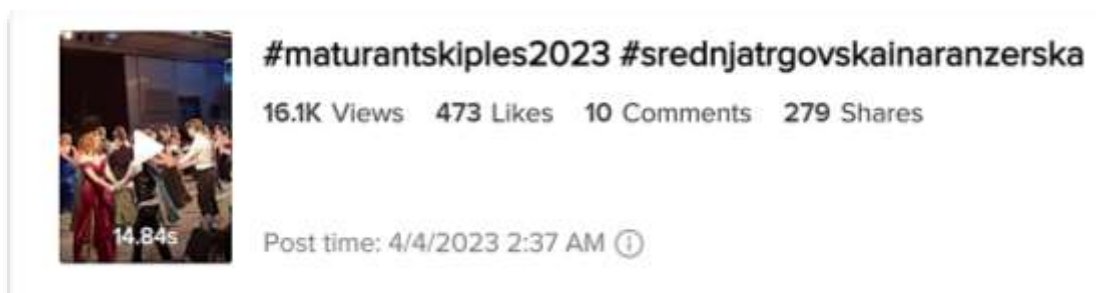 #maturantskiples2023 #srednjatrgovskainaranzerska
16.1K Views 473 Likes 10 Comments 279 Shares
14.84s
Post time: 4/4/2023 2:37 AM